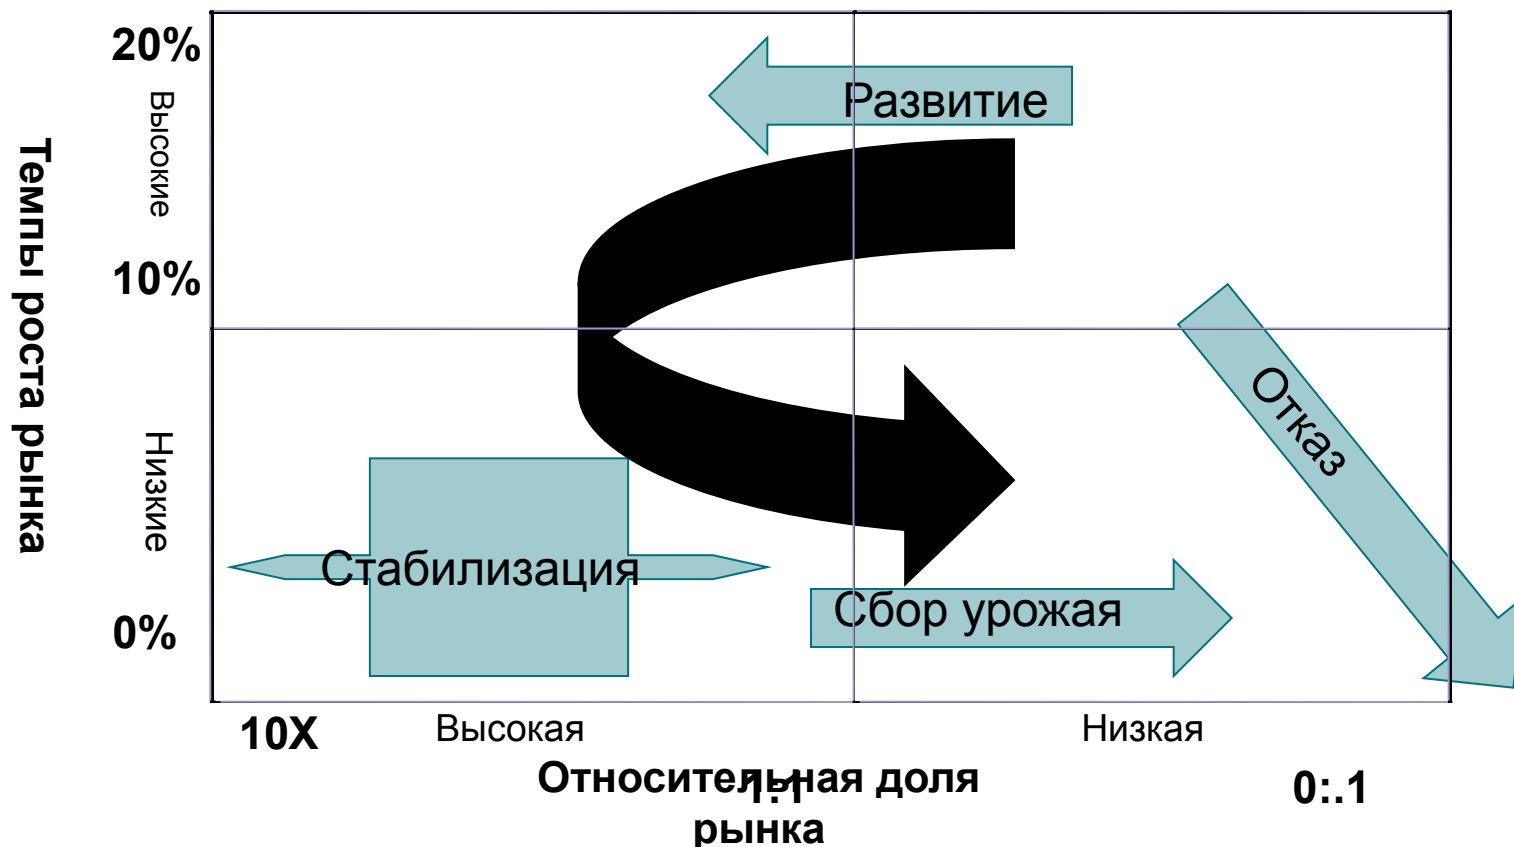 20%
Высокие
Развитие
Темпы роста рынка
10%
Отказ
Низкие
Стабилизация
Сбор урожая
0%
10X
Высокая
Низкая
Относительная доля
рынка
1:1
0:.1